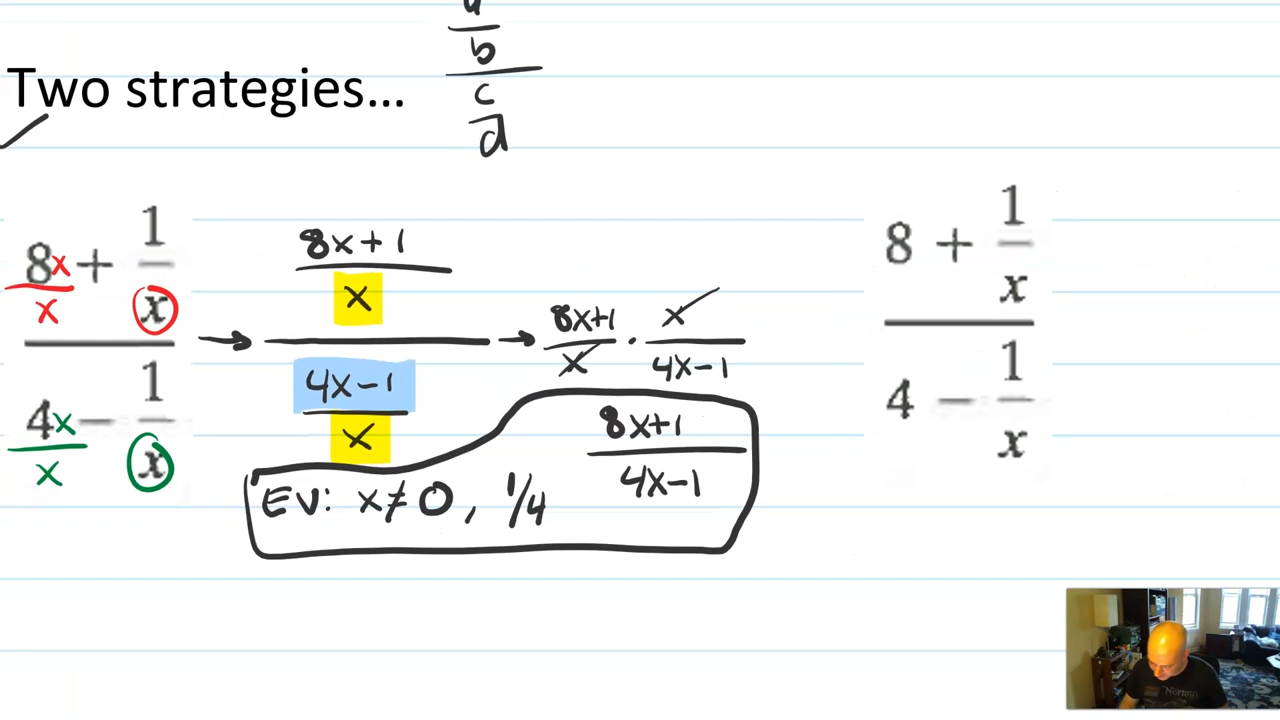 a
b
Two strategies...
c
d
8x/x + 1/x
4x/x - 1/x
→
8x+1
x
4x-1
x
→ 8x+1/x · x/4x-1
8x+1
4x-1
EV: x≠0, 1/4
8 + 1/x
4 - 1/x
Norton